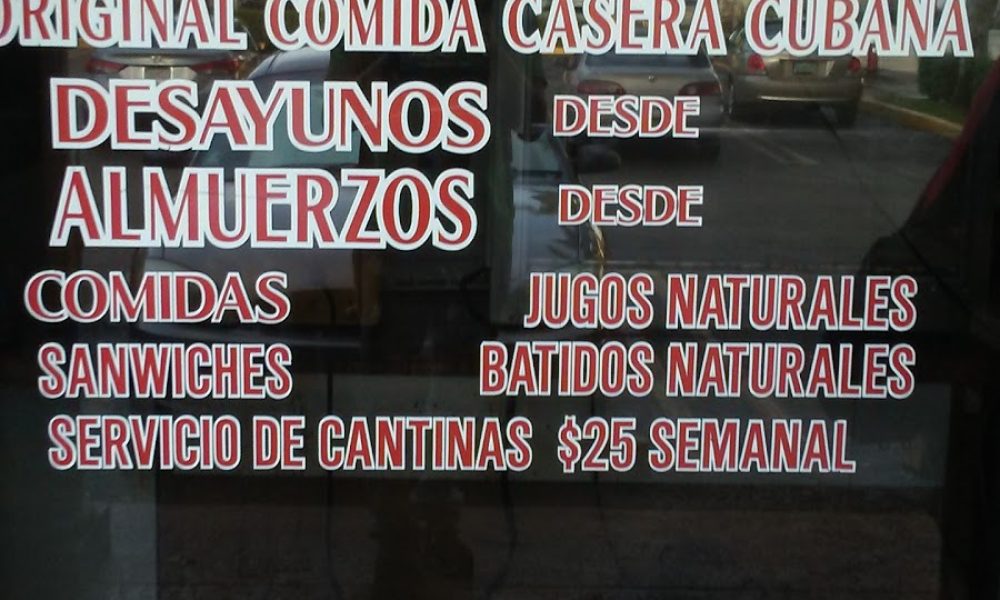 ORIGINAL COMIDA CASERA CUBANA
DESAYUNOS DESDE
ALMUERZOS DESDE
COMIDAS JUGOS NATURALES
SANWICHES BATIDOS NATURALES
SERVICIO DE CANTINAS $25 SEMANAL